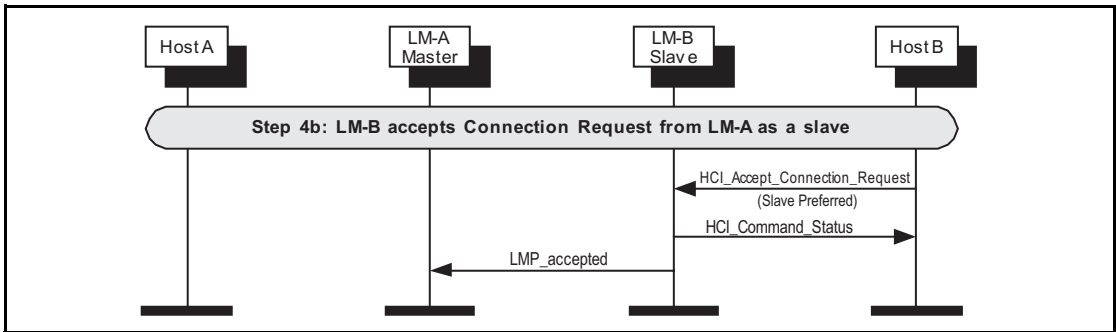 Host A
LM-A
Master
LM-B
Slave
Host B
Step 4b: LM-B accepts Connection Request from LM-A as a slave
HCI_Accept_Connection_Request
(Slave Preferred)
HCI_Command_Status
LMP_accepted